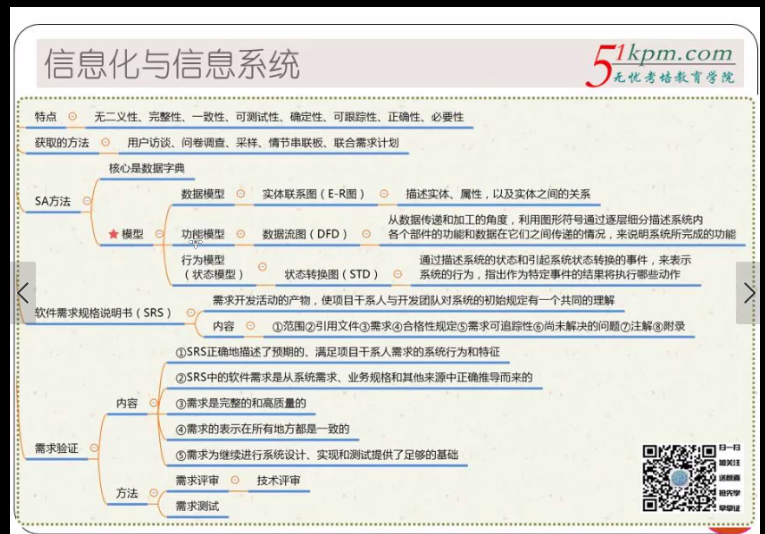 信息化与信息系统
51kpm.com
无忧考培教育学院
特点
无二义性、完整性、一致性、可测试性、确定性、可跟踪性、正确性、必要性
获取的方法
用户访谈、问卷调查、采样、情节串联板、联合需求计划
SA方法
核心是数据字典
模型
数据模型
实体联系图（E-R图）
描述实体、属性，以及实体之间的关系
功能模型
数据流图（DFD）
从数据传递和加工的角度，利用图形符号通过逐层细分描述系统内
各个部件的功能和数据在它们之间传递的情况，来说明系统所完成的功能
行为模型
（状态模型）
状态转换图（STD）
通过描述系统的状态和引起系统状态转换的事件，来表示
系统的行为，指出作为特定事件的结果将执行哪些动作
软件需求规格说明书（SRS）
需求开发活动的产物，使项目干系人与开发团队对系统的初始规定有一个共同的理解
内容
①范围②引用文件③需求④合格性规定⑤需求可追踪性⑥尚未解决的问题⑦注解⑧附录
需求验证
内容
①SRS正确地描述了预期的、满足项目干系人需求的系统行为和特征
②SRS中的软件需求是从系统需求、业务规格和其他来源中正确推导而来的
③需求是完整的和高质量的
④需求的表示在所有地方都是一致的
⑤需求为继续进行系统设计、实现和测试提供了足够的基础
方法
需求评审
技术评审
需求测试
扫一扫
加关注
送题库
抢先学
早拿证